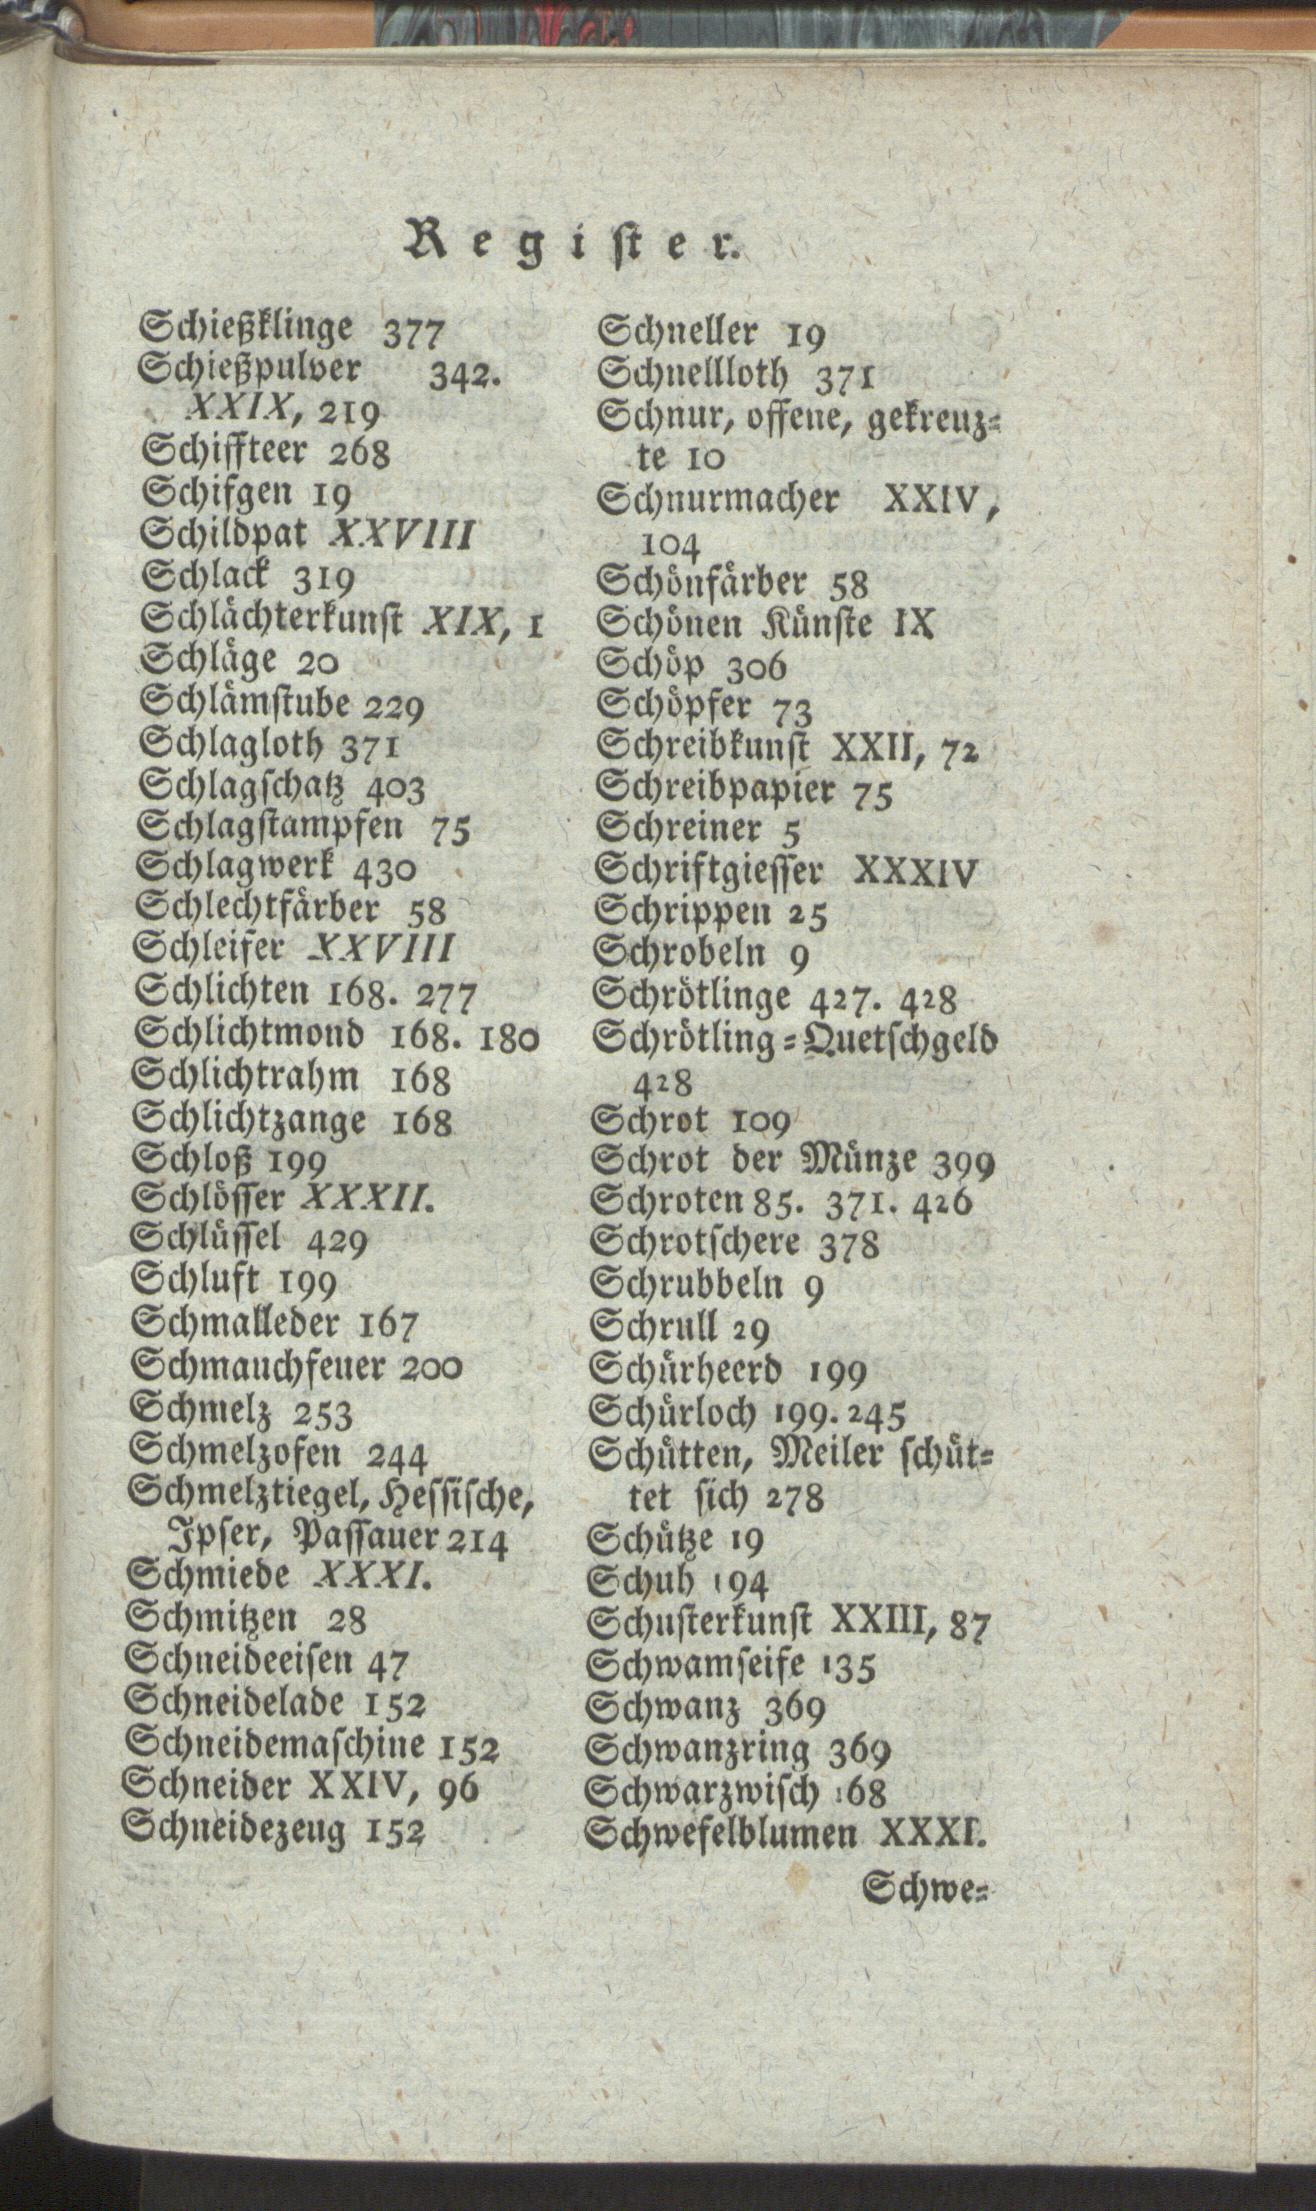 Register.
Schießklinge 377
Schießpulver 342.
XXIX, 219
Schiffteer 268
Schifgen 19
Schildpat XXVIII
Schlack 319
Schlächterkunst XIX, 1
Schläge 20
Schlämstube 229
Schlagloth 371
Schlagschatz 403
Schlagstampfen 75
Schlagwerk 430
Schlechtfärber 58
Schleifer XXVIII
Schlichten 168. 277
Schlichtmond 168. 180
Schlichtrahm 168
Schlichtzange 168
Schloß 199
Schlösser XXXII.
Schlüssel 429
Schluft 199
Schmalleder 167
Schmauchfeuer 200
Schmelz 253
Schmelzofen 244
Schmelztiegel, Hessische,
Ipser, Passauer 214
Schmiede XXXI.
Schmitzen 28
Schneideeisen 47
Schneidelade 152
Schneidemaschine 152
Schneider XXIV, 96
Schneidezeug 152
Schneller 19
Schnellloth 371
Schnur, offene, gekreuz=
te 10
Schnurmacher XXIV,
104
Schönfärber 58
Schönen Künste IX
Schöp 306
Schöpfer 73
Schreibkunst XXII, 72
Schreibpapier 75
Schreiner 5
Schriftgiesser XXXIV
Schrippen 25
Schrobeln 9
Schrötlinge 427. 428
Schrötling=Quetschgeld
428
Schrot 109
Schrot der Münze 399
Schroten 85. 371. 426
Schrotschere 378
Schrubbeln 9
Schrull 29
Schürheerd 199
Schürloch 199. 245
Schütten, Meiler schüt=
tet sich 278
Schütze 19
Schuh 194
Schusterkunst XXIII, 87
Schwamseife 135
Schwanz 369
Schwanzring 369
Schwarzwisch 168
Schwefelblumen XXXI.
Schwe=